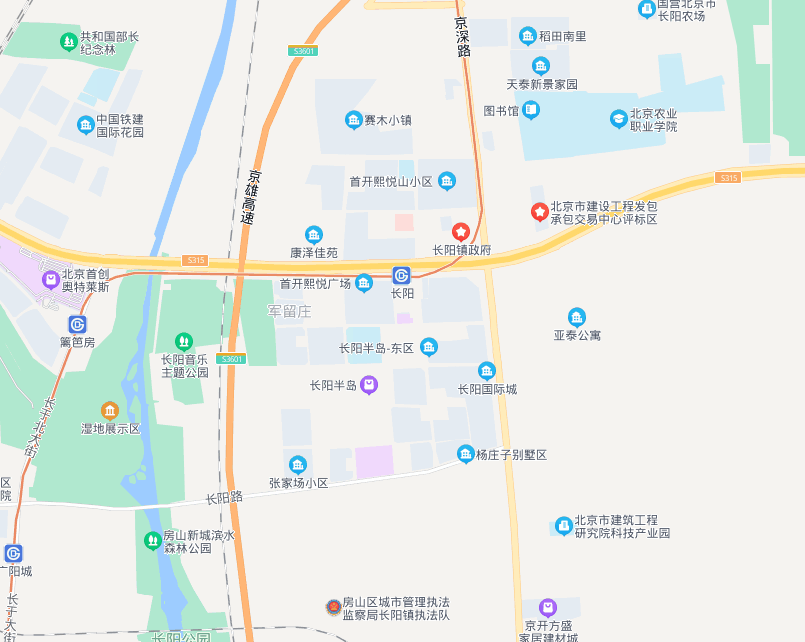 国营北京市
长阳农场
京深路
共和国部长
纪念林
稻田南里
S3601
天泰新景家园
图书馆
北京农业
职业学院
中国铁建
国际花园
赛木小镇
京雄高速
首开熙悦山小区
S315
北京市建设工程发包
承包交易中心评标区
长阳镇政府
康泽佳苑
S315
北京首创
奥特莱斯
首开熙悦广场
长阳
军留庄
篱笆房
亚泰公寓
长阳音乐
主题公园
S3601
长阳半岛-东区
长阳半岛
长阳国际城
湿地展示区
长于北大街
杨庄子别墅区
张家场小区
区
院
长阳路
北京市建筑工程
研究院科技产业园
房山新城滨水
森林公园
广阳城
长于大街
房山区城市管理执法
监察局长阳镇执法队
京开方盛
家居建材城
长阳公园